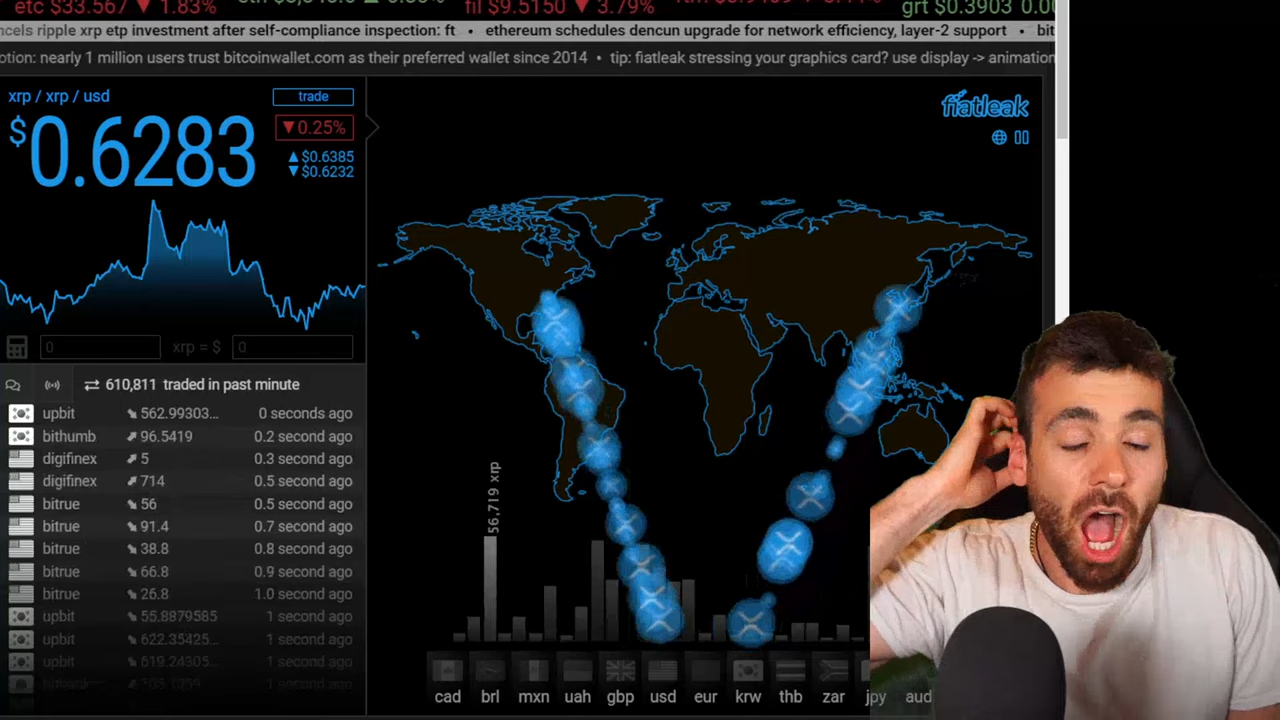 etc $33.567 ▼ 1.83%
fil $9.5150 ▼ 3.79%
grt $0.3903 0.00
ncels ripple xrp etp investment after self-compliance inspection: ft • ethereum schedules dencun upgrade for network efficiency, layer-2 support • bit
otion: nearly 1 million users trust bitcoinwallet.com as their preferred wallet since 2014 • tip: fiatleak stressing your graphics card? use display -> animation
xrp / xrp / usd
trade
$0.6283
▼0.25%
▲$0.6385
▼$0.6232
fiatleak
0 xrp = $ 0
610,811 traded in past minute
upbit 562.99303... 0 seconds ago
bithumb 96.5419 0.2 second ago
digifinex 5 0.3 second ago
digifinex 714 0.5 second ago
bitrue 56 0.5 second ago
bitrue 91.4 0.7 second ago
bitrue 38.8 0.8 second ago
bitrue 66.8 0.9 second ago
bitrue 26.8 1.0 second ago
upbit 55.8879585 1 second ago
upbit 622.35425... 1 second ago
upbit 619.24305... 1 second ago
56,719 xrp
cad brl mxn uah gbp usd eur krw thb zar jpy aud